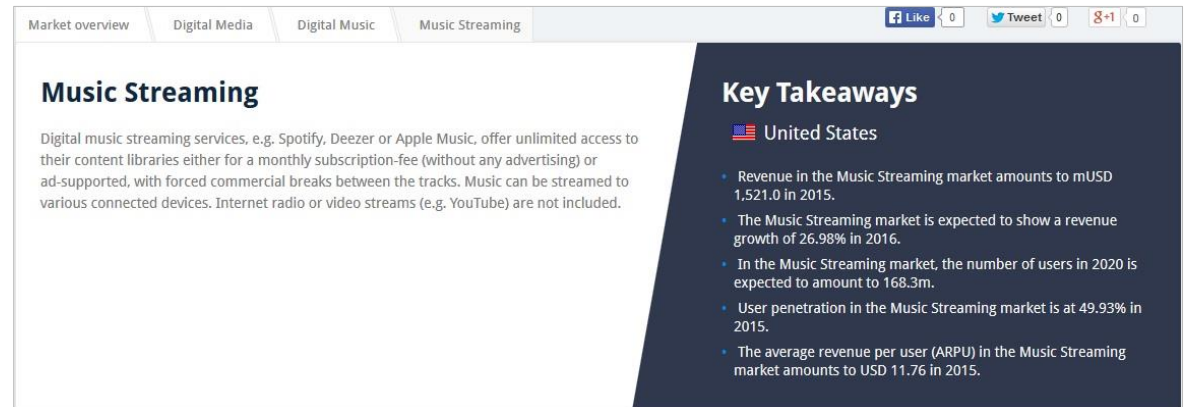 Market overview Digital Media Digital Music Music Streaming Like 0 Tweet 0 g+1 0
Music Streaming
Digital music streaming services, e.g. Spotify, Deezer or Apple Music, offer unlimited access to
their content libraries either for a monthly subscription-fee (without any advertising) or
ad-supported, with forced commercial breaks between the tracks. Music can be streamed to
various connected devices. Internet radio or video streams (e.g. YouTube) are not included.
Key Takeaways
United States
• Revenue in the Music Streaming market amounts to mUSD
1,521.0 in 2015.
• The Music Streaming market is expected to show a revenue
growth of 26.98% in 2016.
• In the Music Streaming market, the number of users in 2020 is
expected to amount to 168.3m.
• User penetration in the Music Streaming market is at 49.93% in
2015.
• The average revenue per user (ARPU) in the Music Streaming
market amounts to USD 11.76 in 2015.